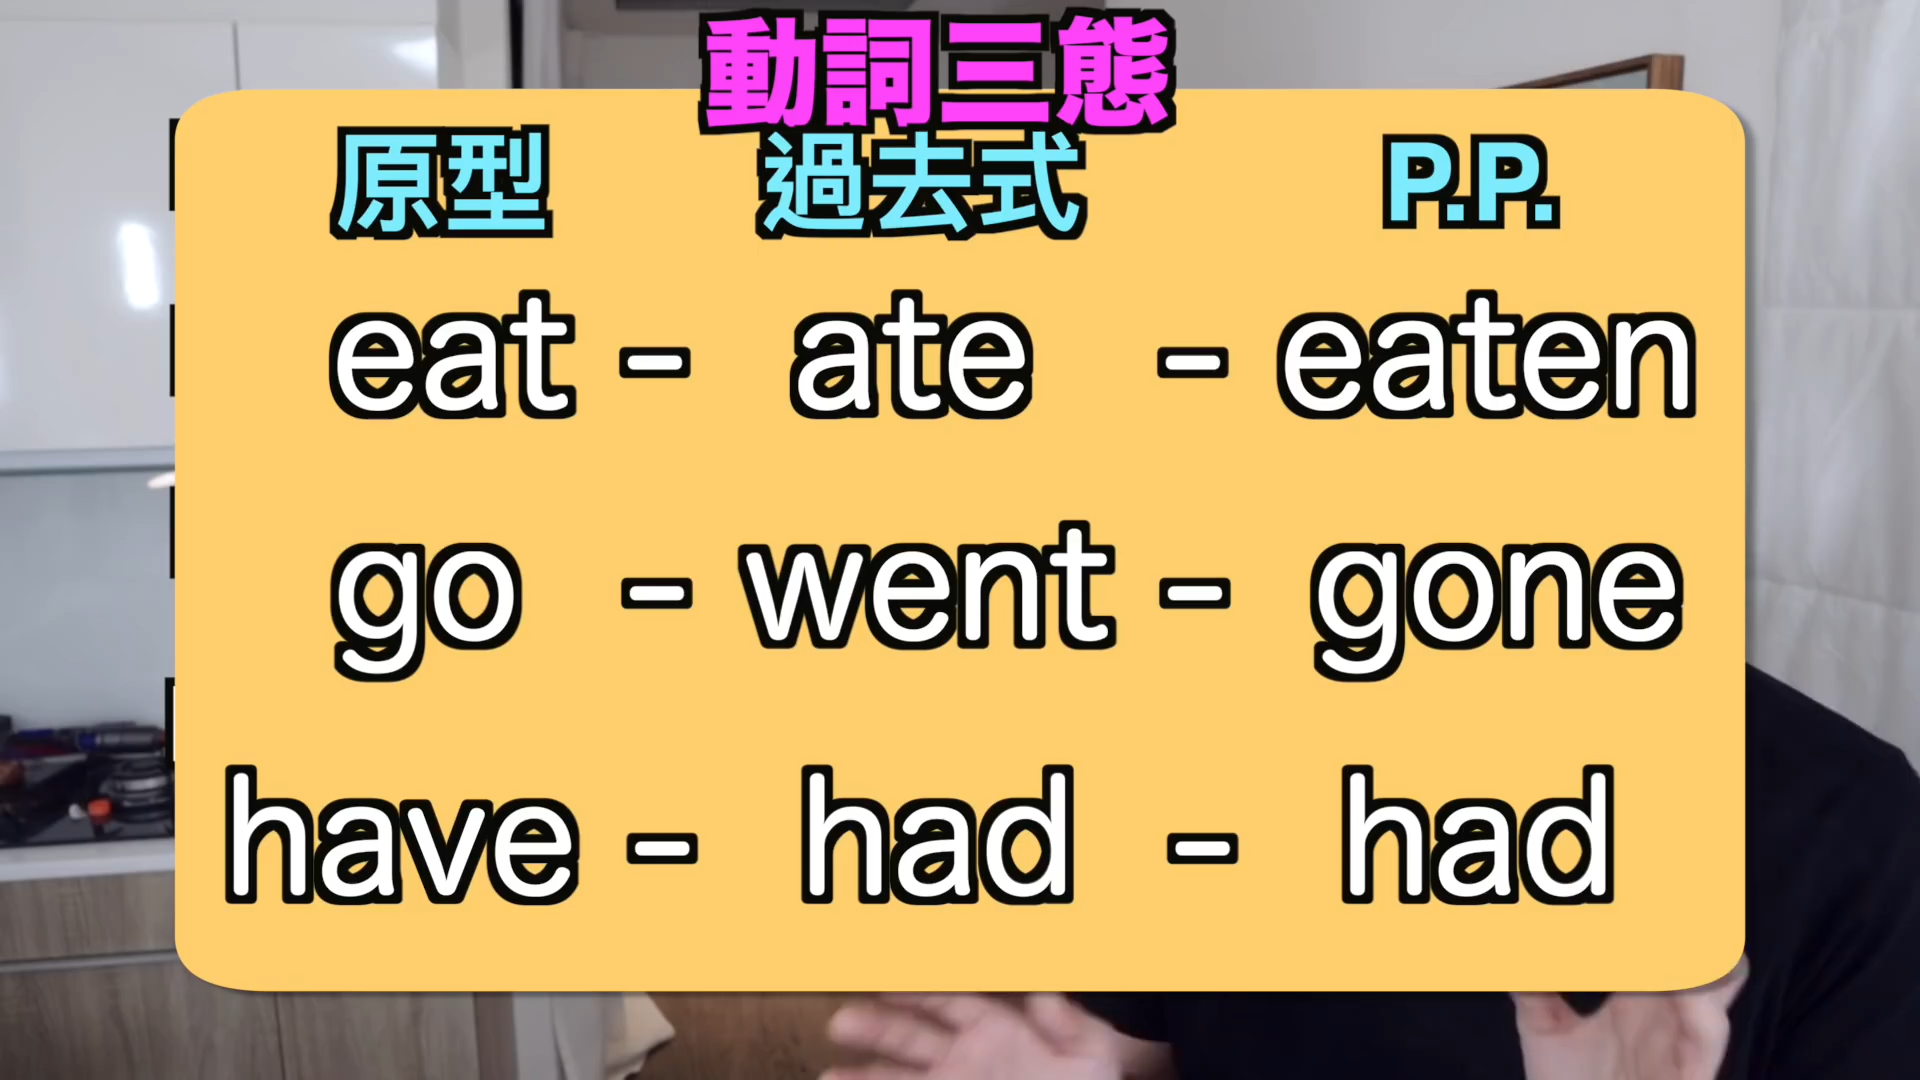 動詞三態
原型 過去式 P.P.
eat - ate - eaten
go - went - gone
have - had - had